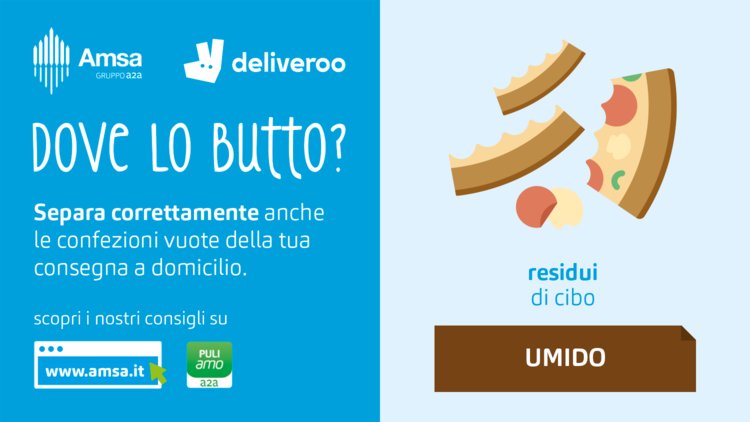 Amsa
GRUPPO a2a
deliveroo
DOVE LO BUTTO?
Separa correttamente anche
le confezioni vuote della tua
consegna a domicilio.
scopri i nostri consigli su
www.amsa.it
PULI
amo
a2a
residui
di cibo
UMIDO